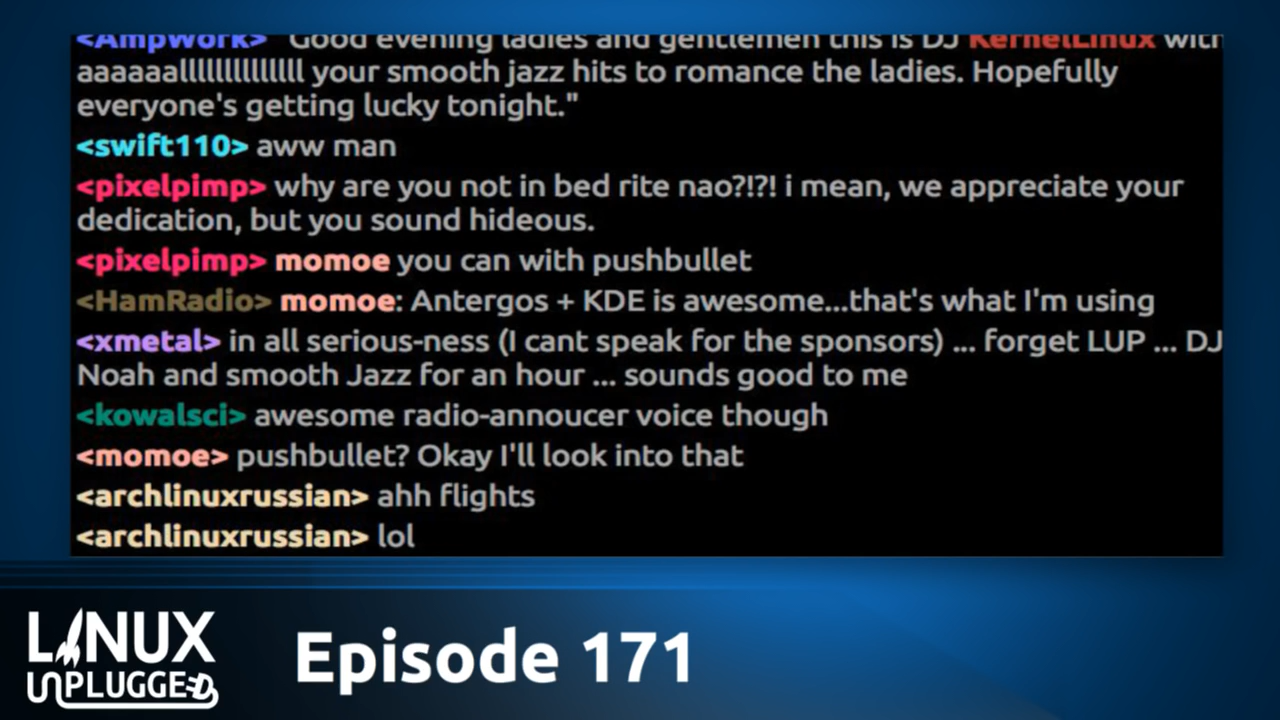 <AmpWork> "Good evening ladies and gentlemen this is DJ KernelLinux with
aaaaaalllllllllllllll your smooth jazz hits to romance the ladies. Hopefully
everyone's getting lucky tonight."
<swift110> aww man
<pixelpimp> why are you not in bed rite nao?!?! i mean, we appreciate your
dedication, but you sound hideous.
<pixelpimp> momoe you can with pushbullet
<HamRadio> momoe: Antergos + KDE is awesome...that's what I'm using
<xmetal> in all serious-ness (I cant speak for the sponsors) ... forget LUP ... DJ
Noah and smooth Jazz for an hour ... sounds good to me
<kowalsci> awesome radio-annoucer voice though
<momoe> pushbullet? Okay I'll look into that
<archlinuxrussian> ahh flights
<archlinuxrussian> lol
LINUX
UNPLUGGED
Episode 171